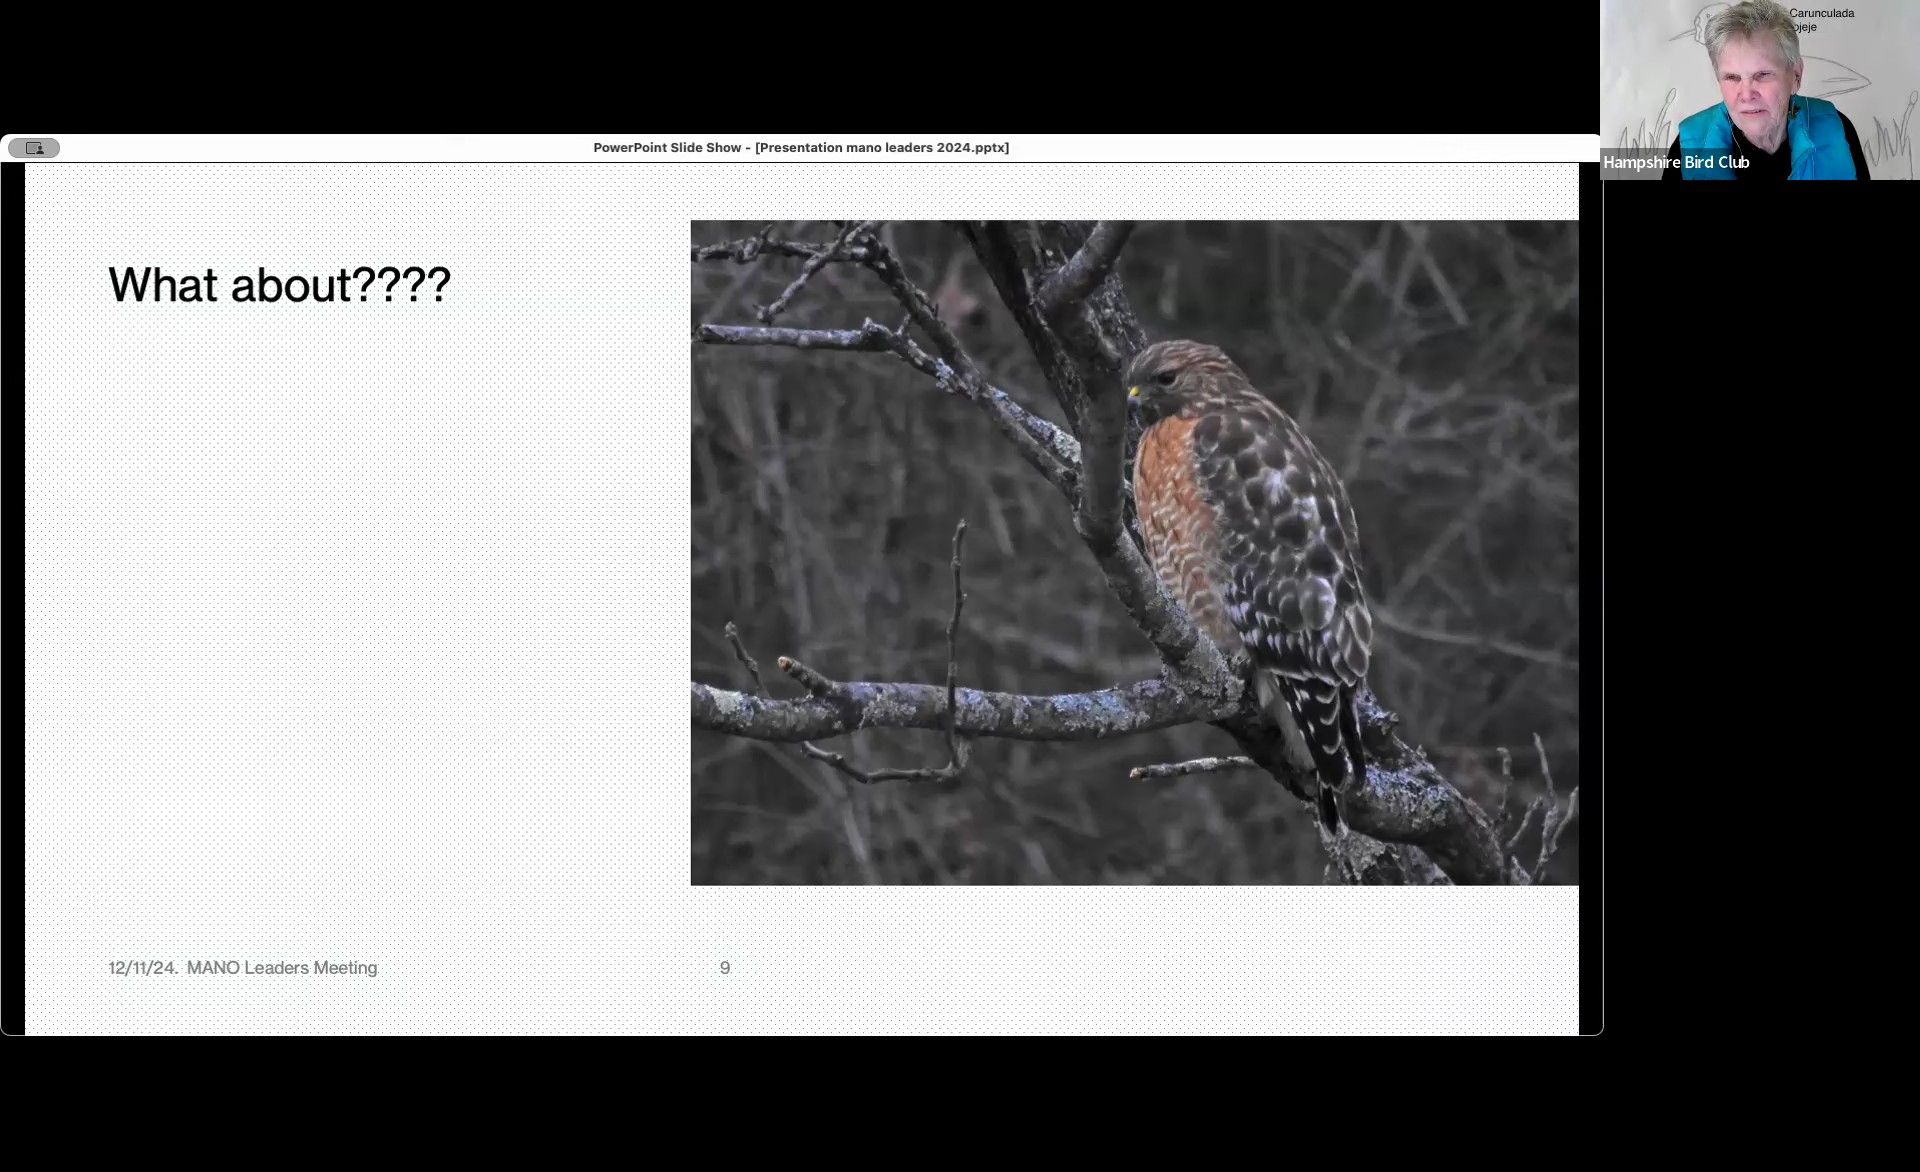 Carunculada
ojeje
Hampshire Bird Club
PowerPoint Slide Show - [Presentation mano leaders 2024.pptx]
What about????
12/11/24. MANO Leaders Meeting
9